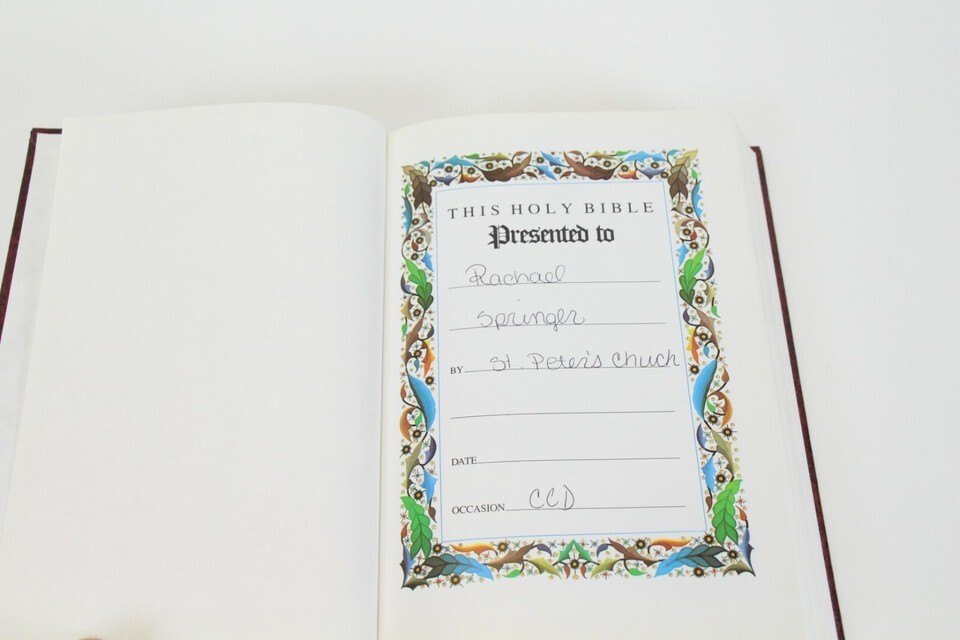 THIS HOLY BIBLE
Presented to
Rachael
Springer
BY St. Peter's Chuch
DATE
OCCASION CCD